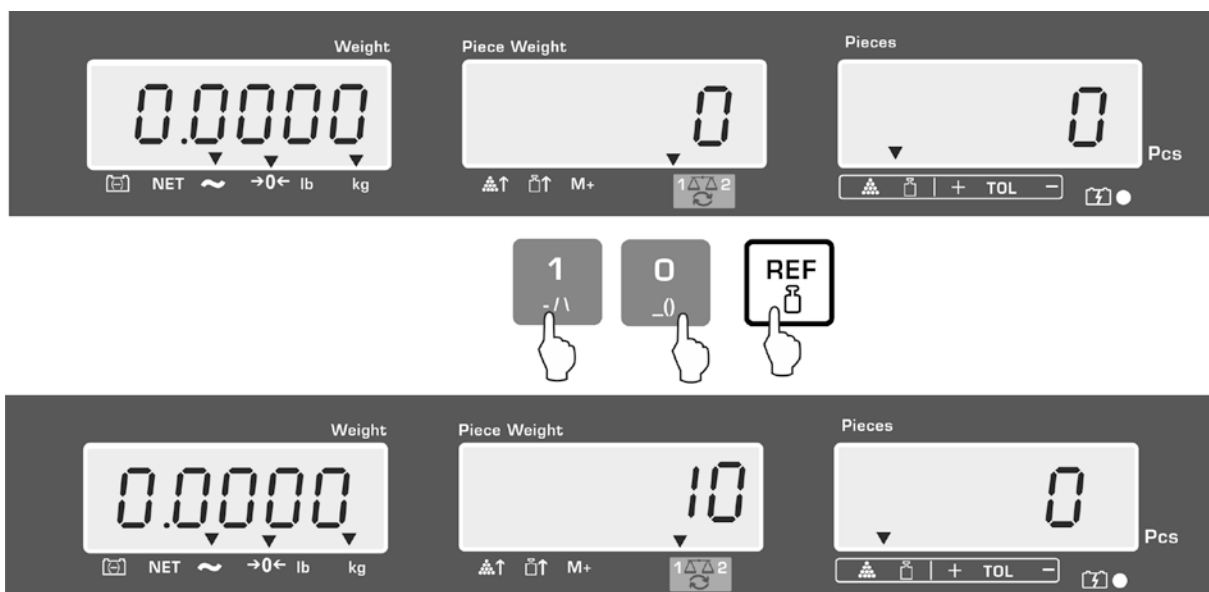 Weight Piece Weight Pieces
0.0000 0 0
Pcs
NET ~ →0← lb kg M+ 1 2 + TOL −
1 0 REF
- / \ _()
Weight Piece Weight Pieces
0.0000 10 0
Pcs
NET ~ →0← lb kg M+ 1 2 + TOL −